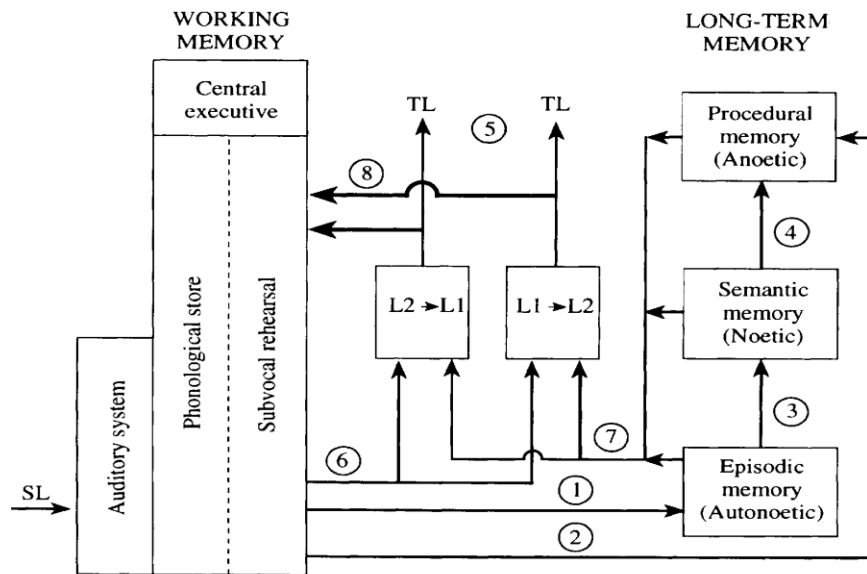 WORKING
MEMORY
LONG-TERM
MEMORY
Central
executive
TL
TL
5
Procedural
memory
(Anoetic)
8
4
Phonological store
Subvocal rehearsal
L2 → L1
L1 → L2
Semantic
memory
(Noetic)
Auditory system
3
7
6
Episodic
memory
(Autonoetic)
1
SL
2